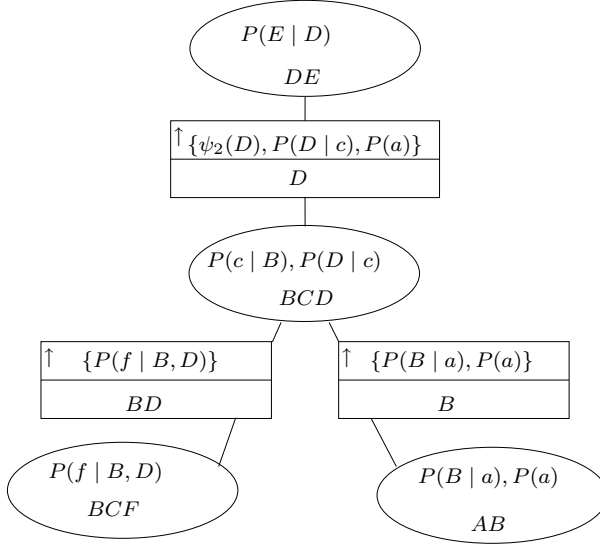 P(E | D)
DE
↑ {ψ₂(D), P(D | c), P(a)}
D
P(c | B), P(D | c)
BCD
↑ {P(f | B, D)}
BD
↑ {P(B | a), P(a)}
B
P(f | B, D)
BCF
P(B | a), P(a)
AB